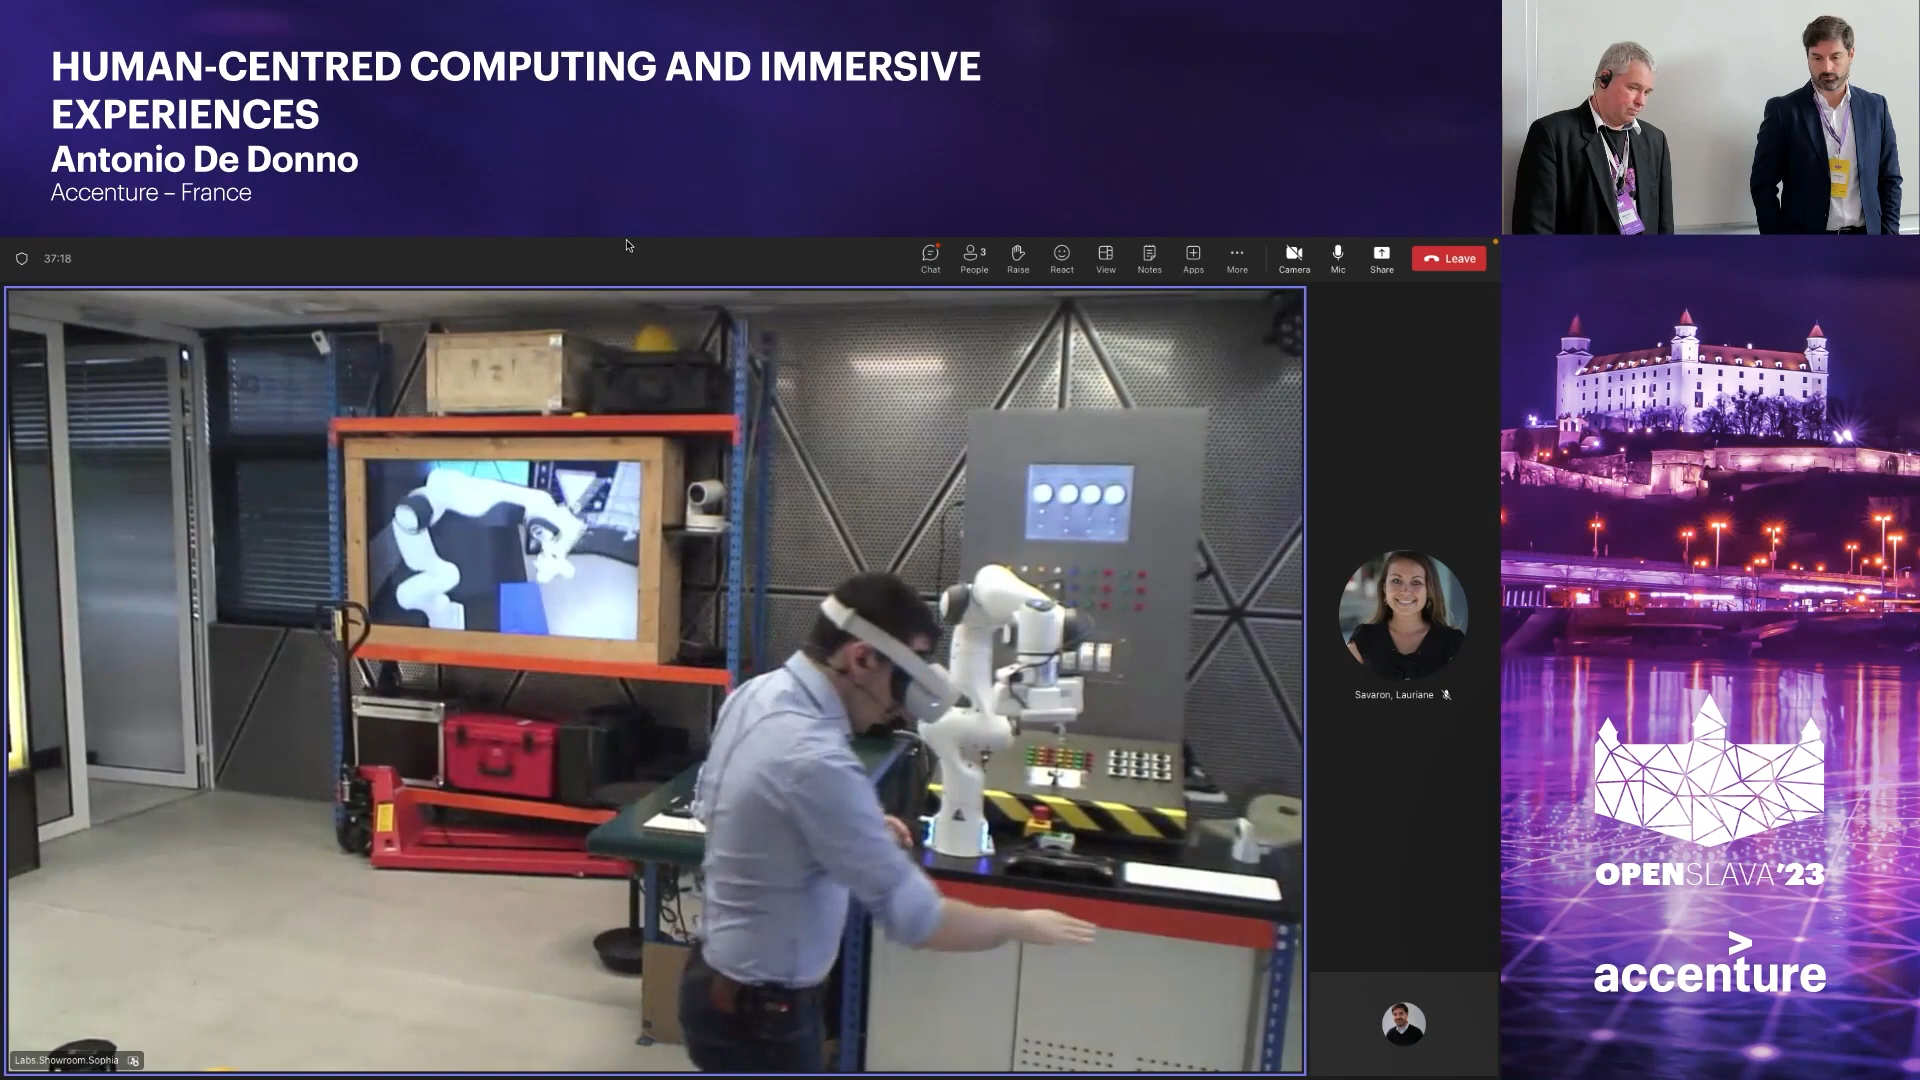 HUMAN-CENTRED COMPUTING AND IMMERSIVE
EXPERIENCES
Antonio De Donno
Accenture – France
37:18
Chat
3
People
Raise
React
View
Notes
Apps
More
Camera
Mic
Share
Leave
Savaron, Lauriane
Labs.Showroom.Sophia
OPENSLAVA'23
>
accenture